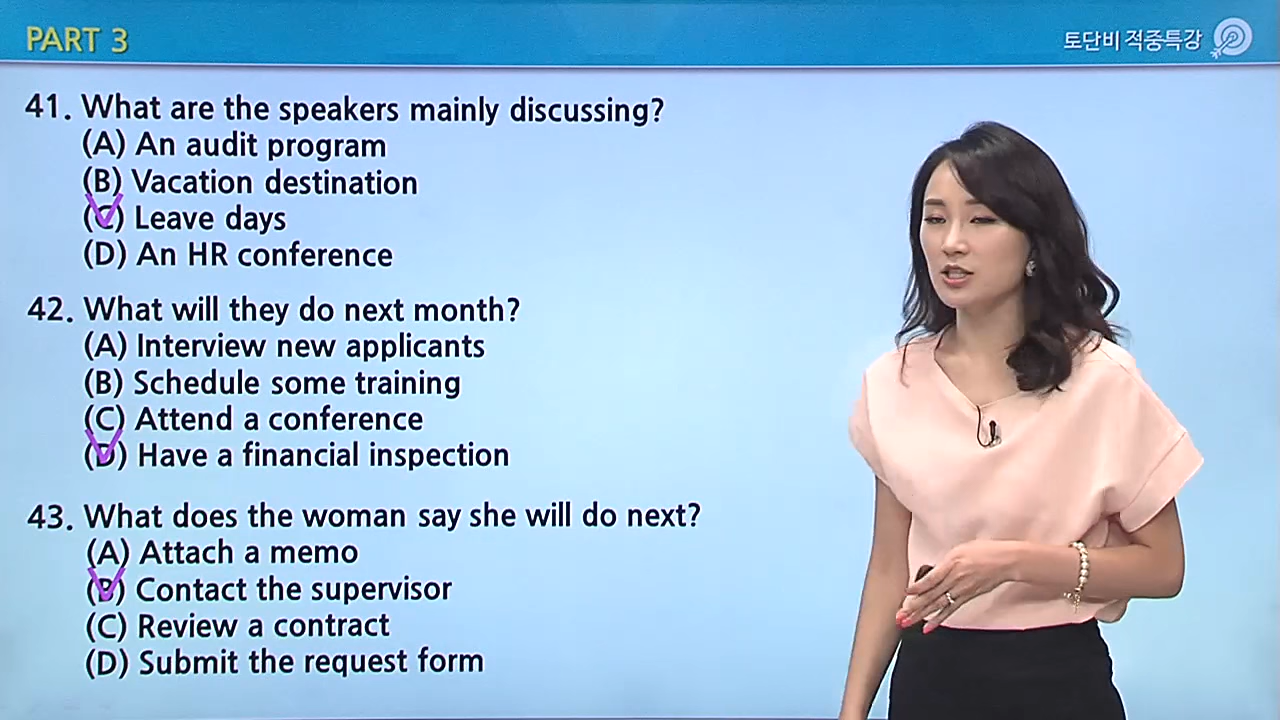 PART 3
토단비 적중특강
41. What are the speakers mainly discussing?
(A) An audit program
(B) Vacation destination
(C) Leave days
(D) An HR conference
42. What will they do next month?
(A) Interview new applicants
(B) Schedule some training
(C) Attend a conference
(D) Have a financial inspection
43. What does the woman say she will do next?
(A) Attach a memo
(B) Contact the supervisor
(C) Review a contract
(D) Submit the request form